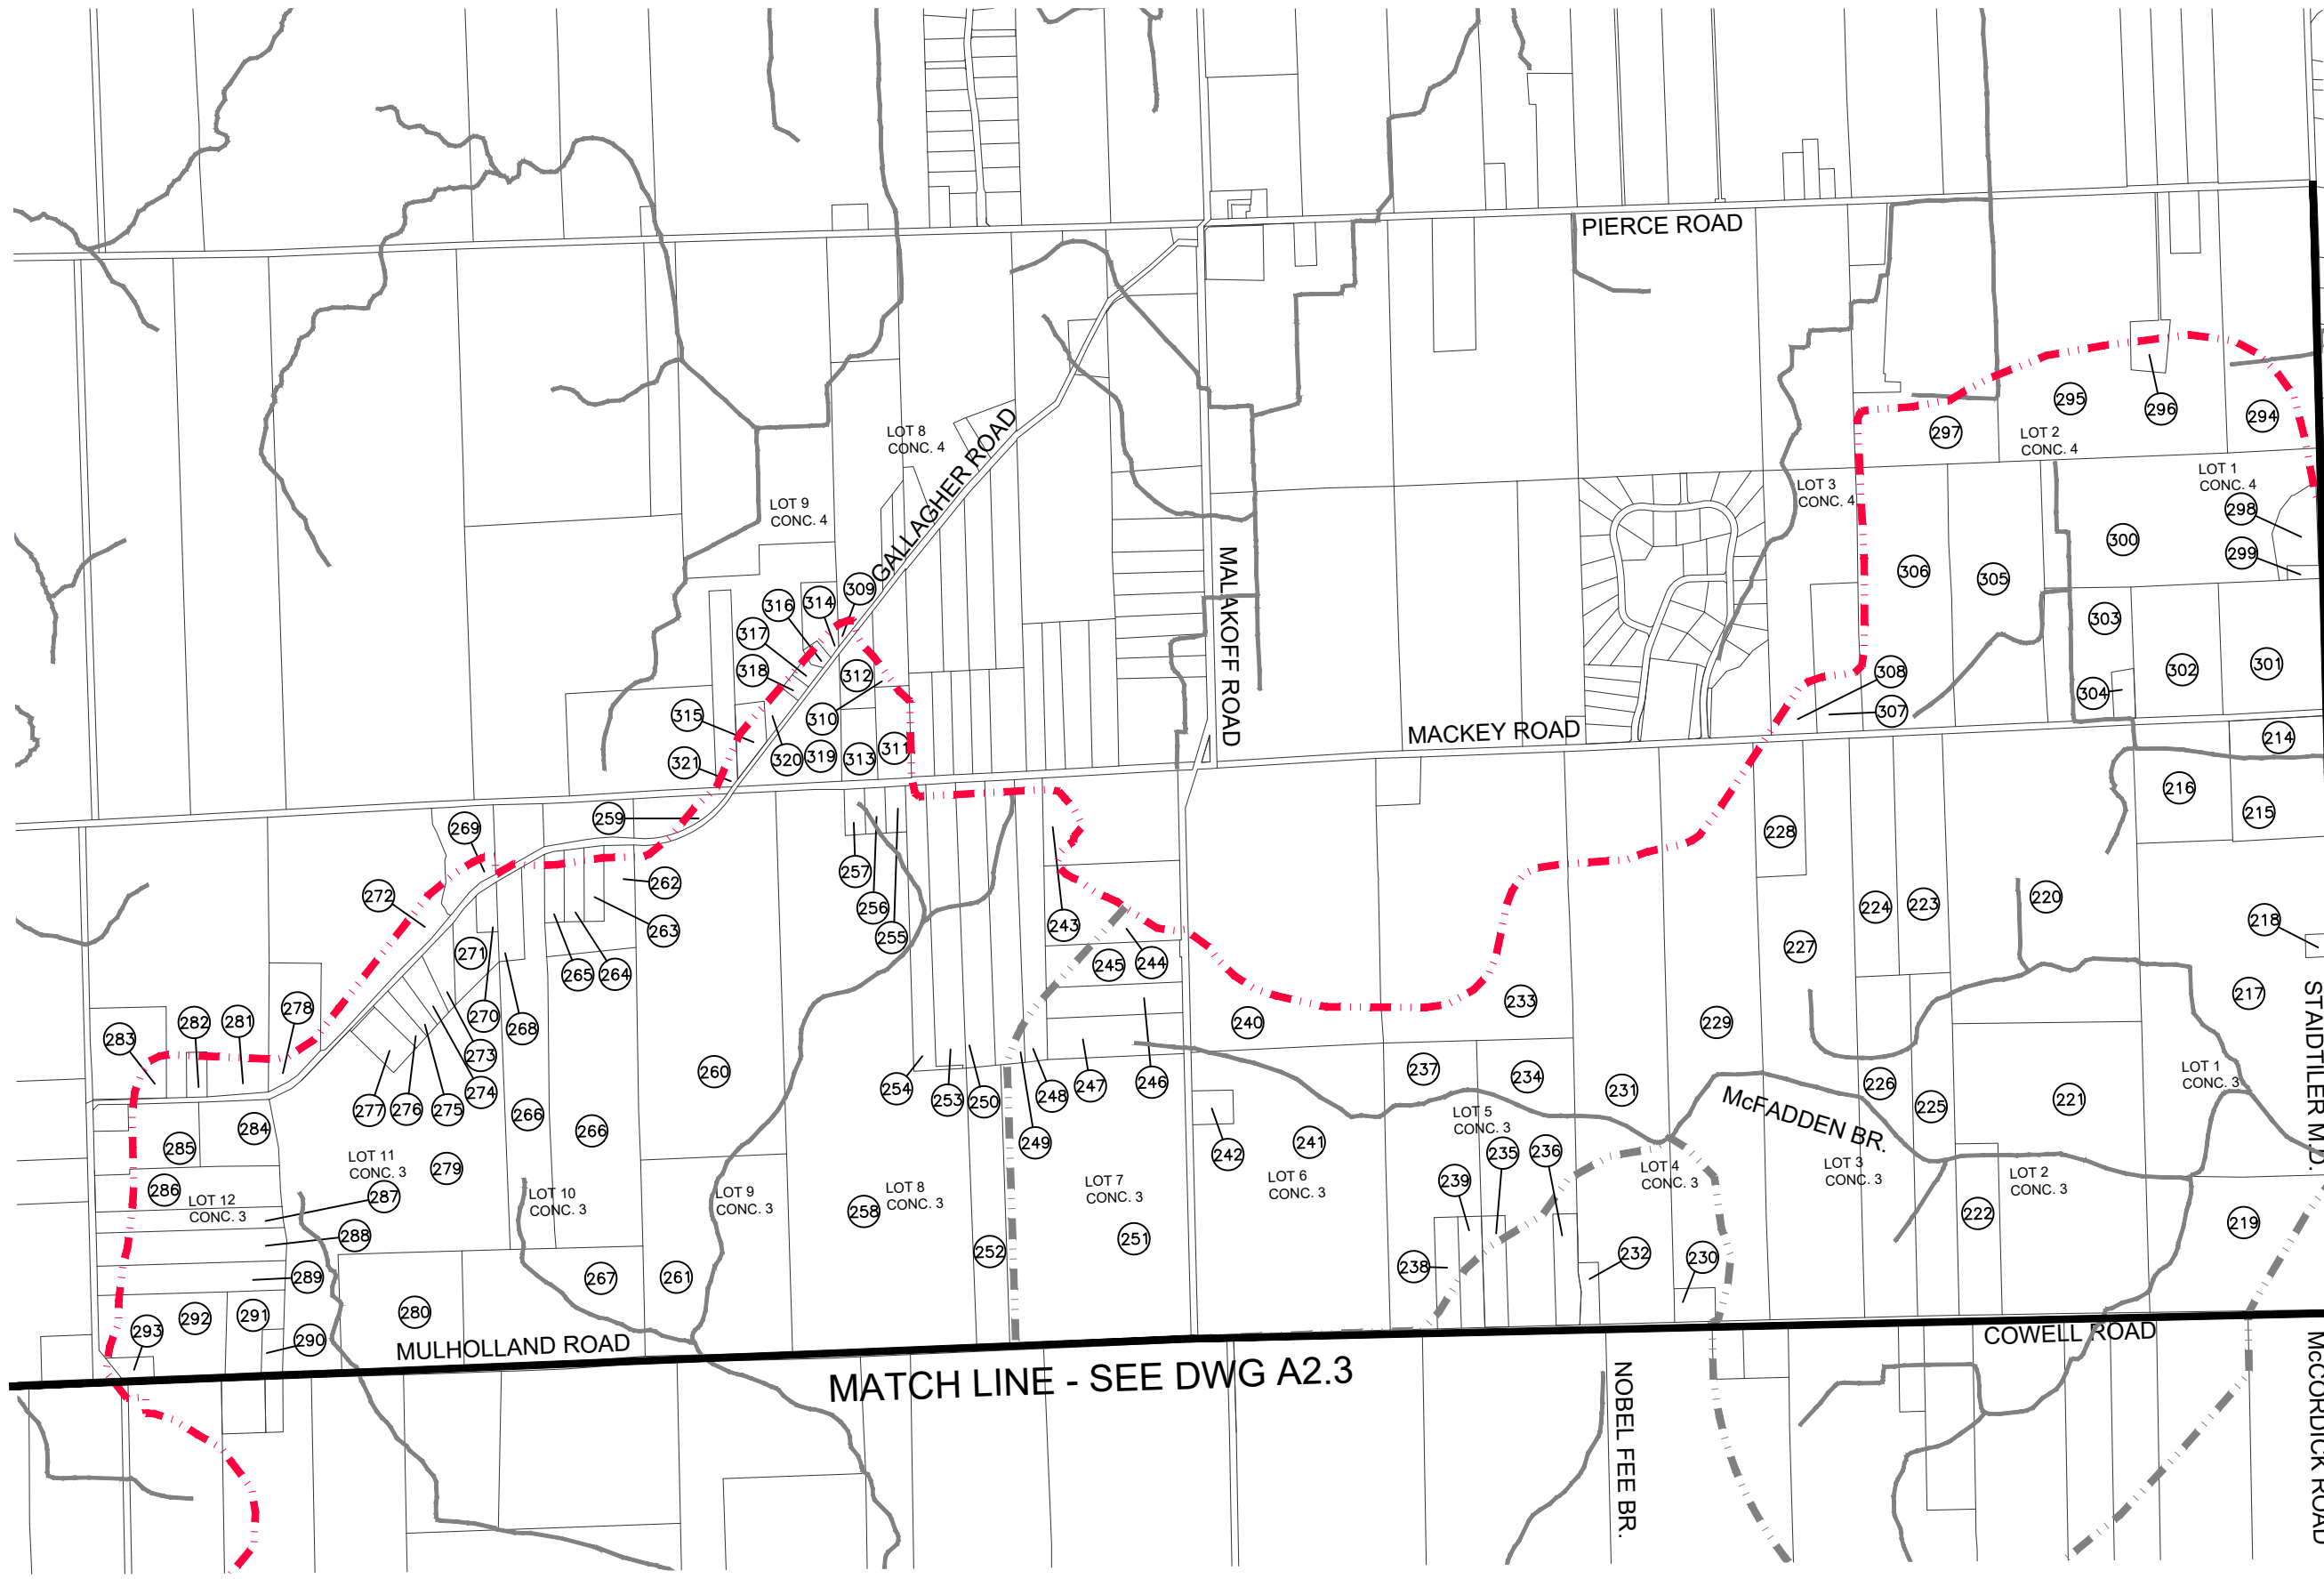 PIERCE ROAD
295
296
294
297
LOT 2
CONC. 4
LOT 8
CONC. 4
GALLAGHER ROAD
LOT 1
CONC. 4
LOT 3
CONC. 4
298
LOT 9
CONC. 4
300
299
306
305
MALAKOFF ROAD
316
314
309
303
317
318
312
302
301
308
304
315
310
307
MACKEY ROAD
321
320
319
313
311
214
216
215
269
259
228
257
262
272
256
263
243
255
224
223
220
218
227
271
265
264
245
244
217
STAIDTLER M.D.
283
282
281
278
270
268
240
233
229
273
274
260
277
276
275
266
266
254
253
250
248
247
246
249
237
234
231
226
225
221
LOT 1
CONC. 3
McFADDEN BR.
285
284
LOT 11
CONC. 3
279
242
241
LOT 5
CONC. 3
235
236
286
LOT 12
CONC. 3
287
LOT 10
CONC. 3
LOT 9
CONC. 3
258
LOT 8
CONC. 3
LOT 7
CONC. 3
LOT 6
CONC. 3
239
LOT 4
CONC. 3
LOT 3
CONC. 3
LOT 2
CONC. 3
222
219
288
252
251
289
267
261
238
232
230
280
293
292
291
290
MULHOLLAND ROAD
COWELL ROAD
MATCH LINE - SEE DWG A2.3
NOBEL FEE BR.
McCORDICK ROAD